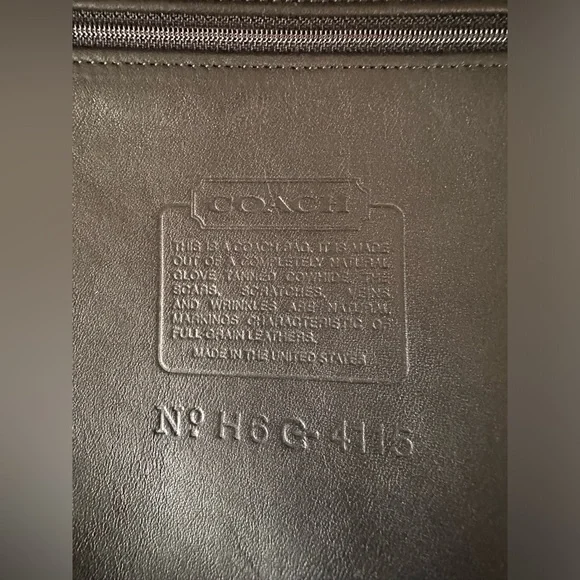 COACH
THIS IS A COACH BAG. IT IS MADE
OUT OF A COMPLETELY NATURAL
GLOVE TANNED COWHIDE. THE
SCARS, SCRATCHES, VEINS
AND WRINKLES ARE NATURAL
MARKINGS CHARACTERISTIC OF
FULL GRAIN LEATHERS.
MADE IN THE UNITED STATES
Nº H6G-4115